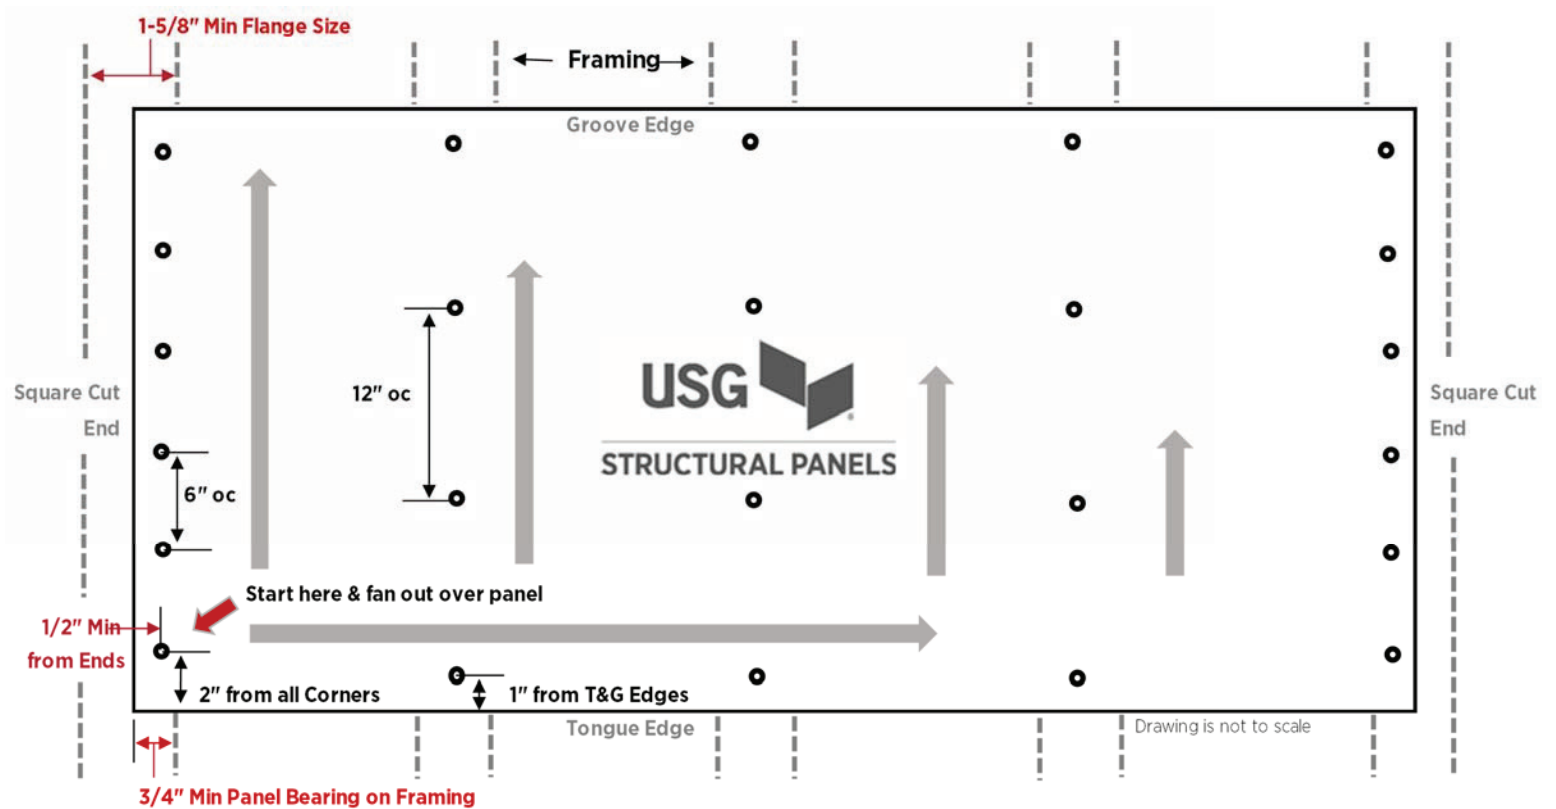 1-5/8" Min Flange Size
Framing
Groove Edge
12" oc
USG
®
STRUCTURAL PANELS
Square Cut
End
Square Cut
End
6" oc
Start here & fan out over panel
1/2" Min
from Ends
2" from all Corners
1" from T&G Edges
Tongue Edge
Drawing is not to scale
3/4" Min Panel Bearing on Framing